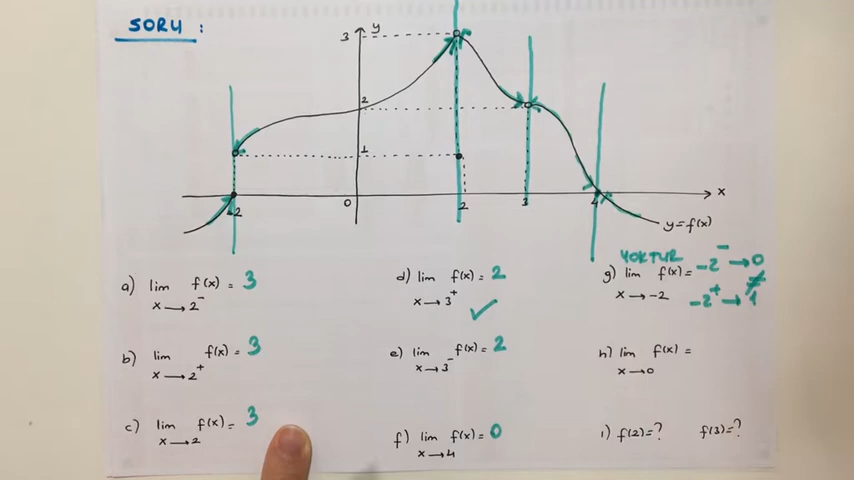 SORU :
y
3
2
1
0
-2
2
3
4
x
y=f(x)
a) lim f(x) = 3
x → 2⁻
b) lim f(x) = 3
x → 2⁺
c) lim f(x) = 3
x → 2
d) lim f(x) = 2
x → 3⁺
e) lim f(x) = 2
x → 3⁻
f) lim f(x) = 0
x → 4
YOKTUR
g) lim f(x) = -2⁻ → 0
≠
x → -2 -2⁺ → 1
h) lim f(x) =
x → 0
ı) f(2)=? f(3)=?